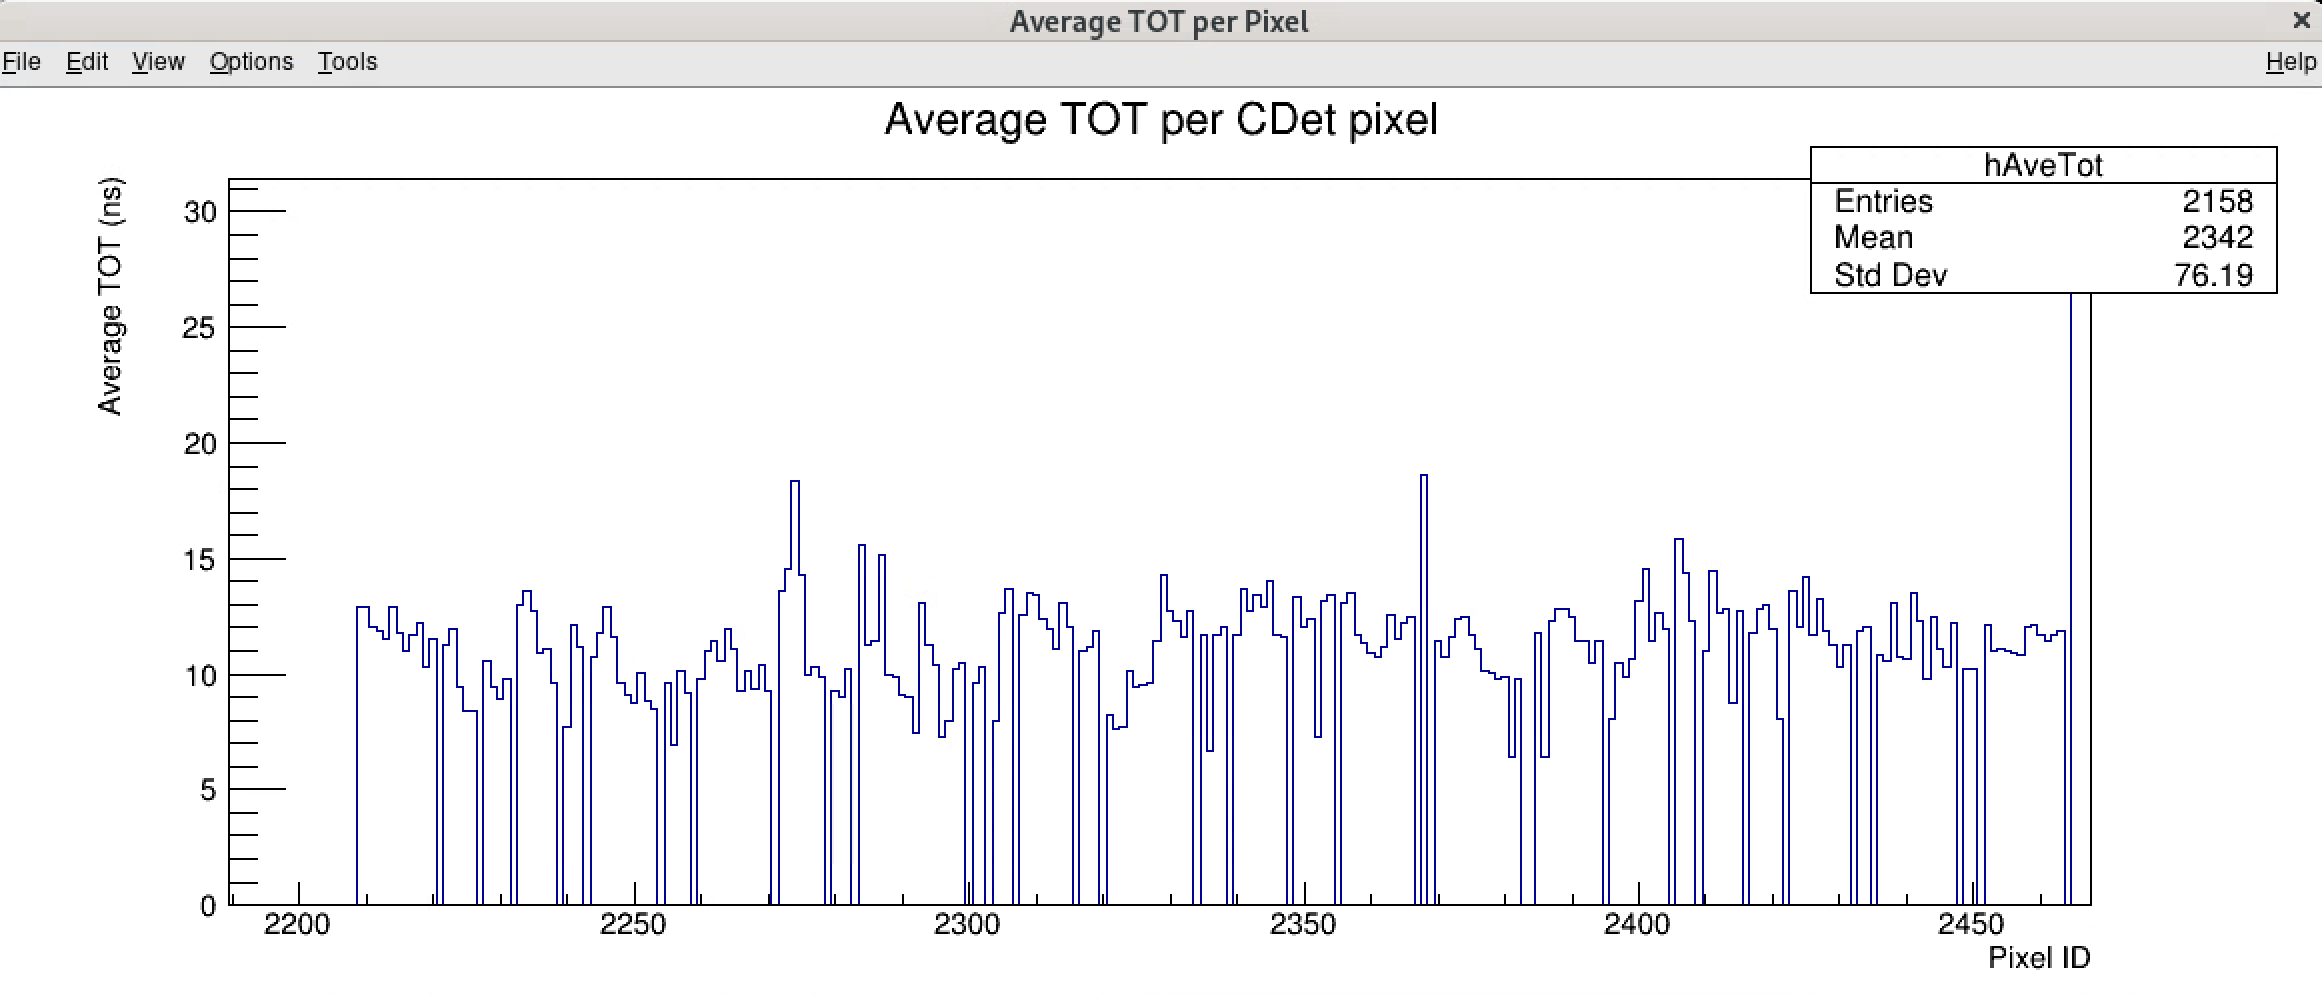 Average TOT per Pixel
×
File Edit View Options Tools Help
Average TOT per CDet pixel
hAveTot
Entries 2158
Mean 2342
Std Dev 76.19
Average TOT (ns)
30
25
20
15
10
5
0
2200 2250 2300 2350 2400 2450
Pixel ID